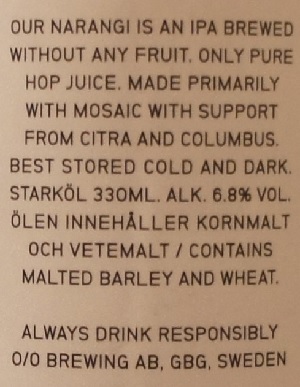 OUR NARANGI IS AN IPA BREWED
WITHOUT ANY FRUIT. ONLY PURE
HOP JUICE. MADE PRIMARILY
WITH MOSAIC WITH SUPPORT
FROM CITRA AND COLUMBUS.
BEST STORED COLD AND DARK.
STARKÖL 330ML. ALK. 6.8% VOL.
ÖLEN INNEHÅLLER KORNMALT
OCH VETEMALT / CONTAINS
MALTED BARLEY AND WHEAT.
ALWAYS DRINK RESPONSIBLY
O/O BREWING AB, GBG, SWEDEN